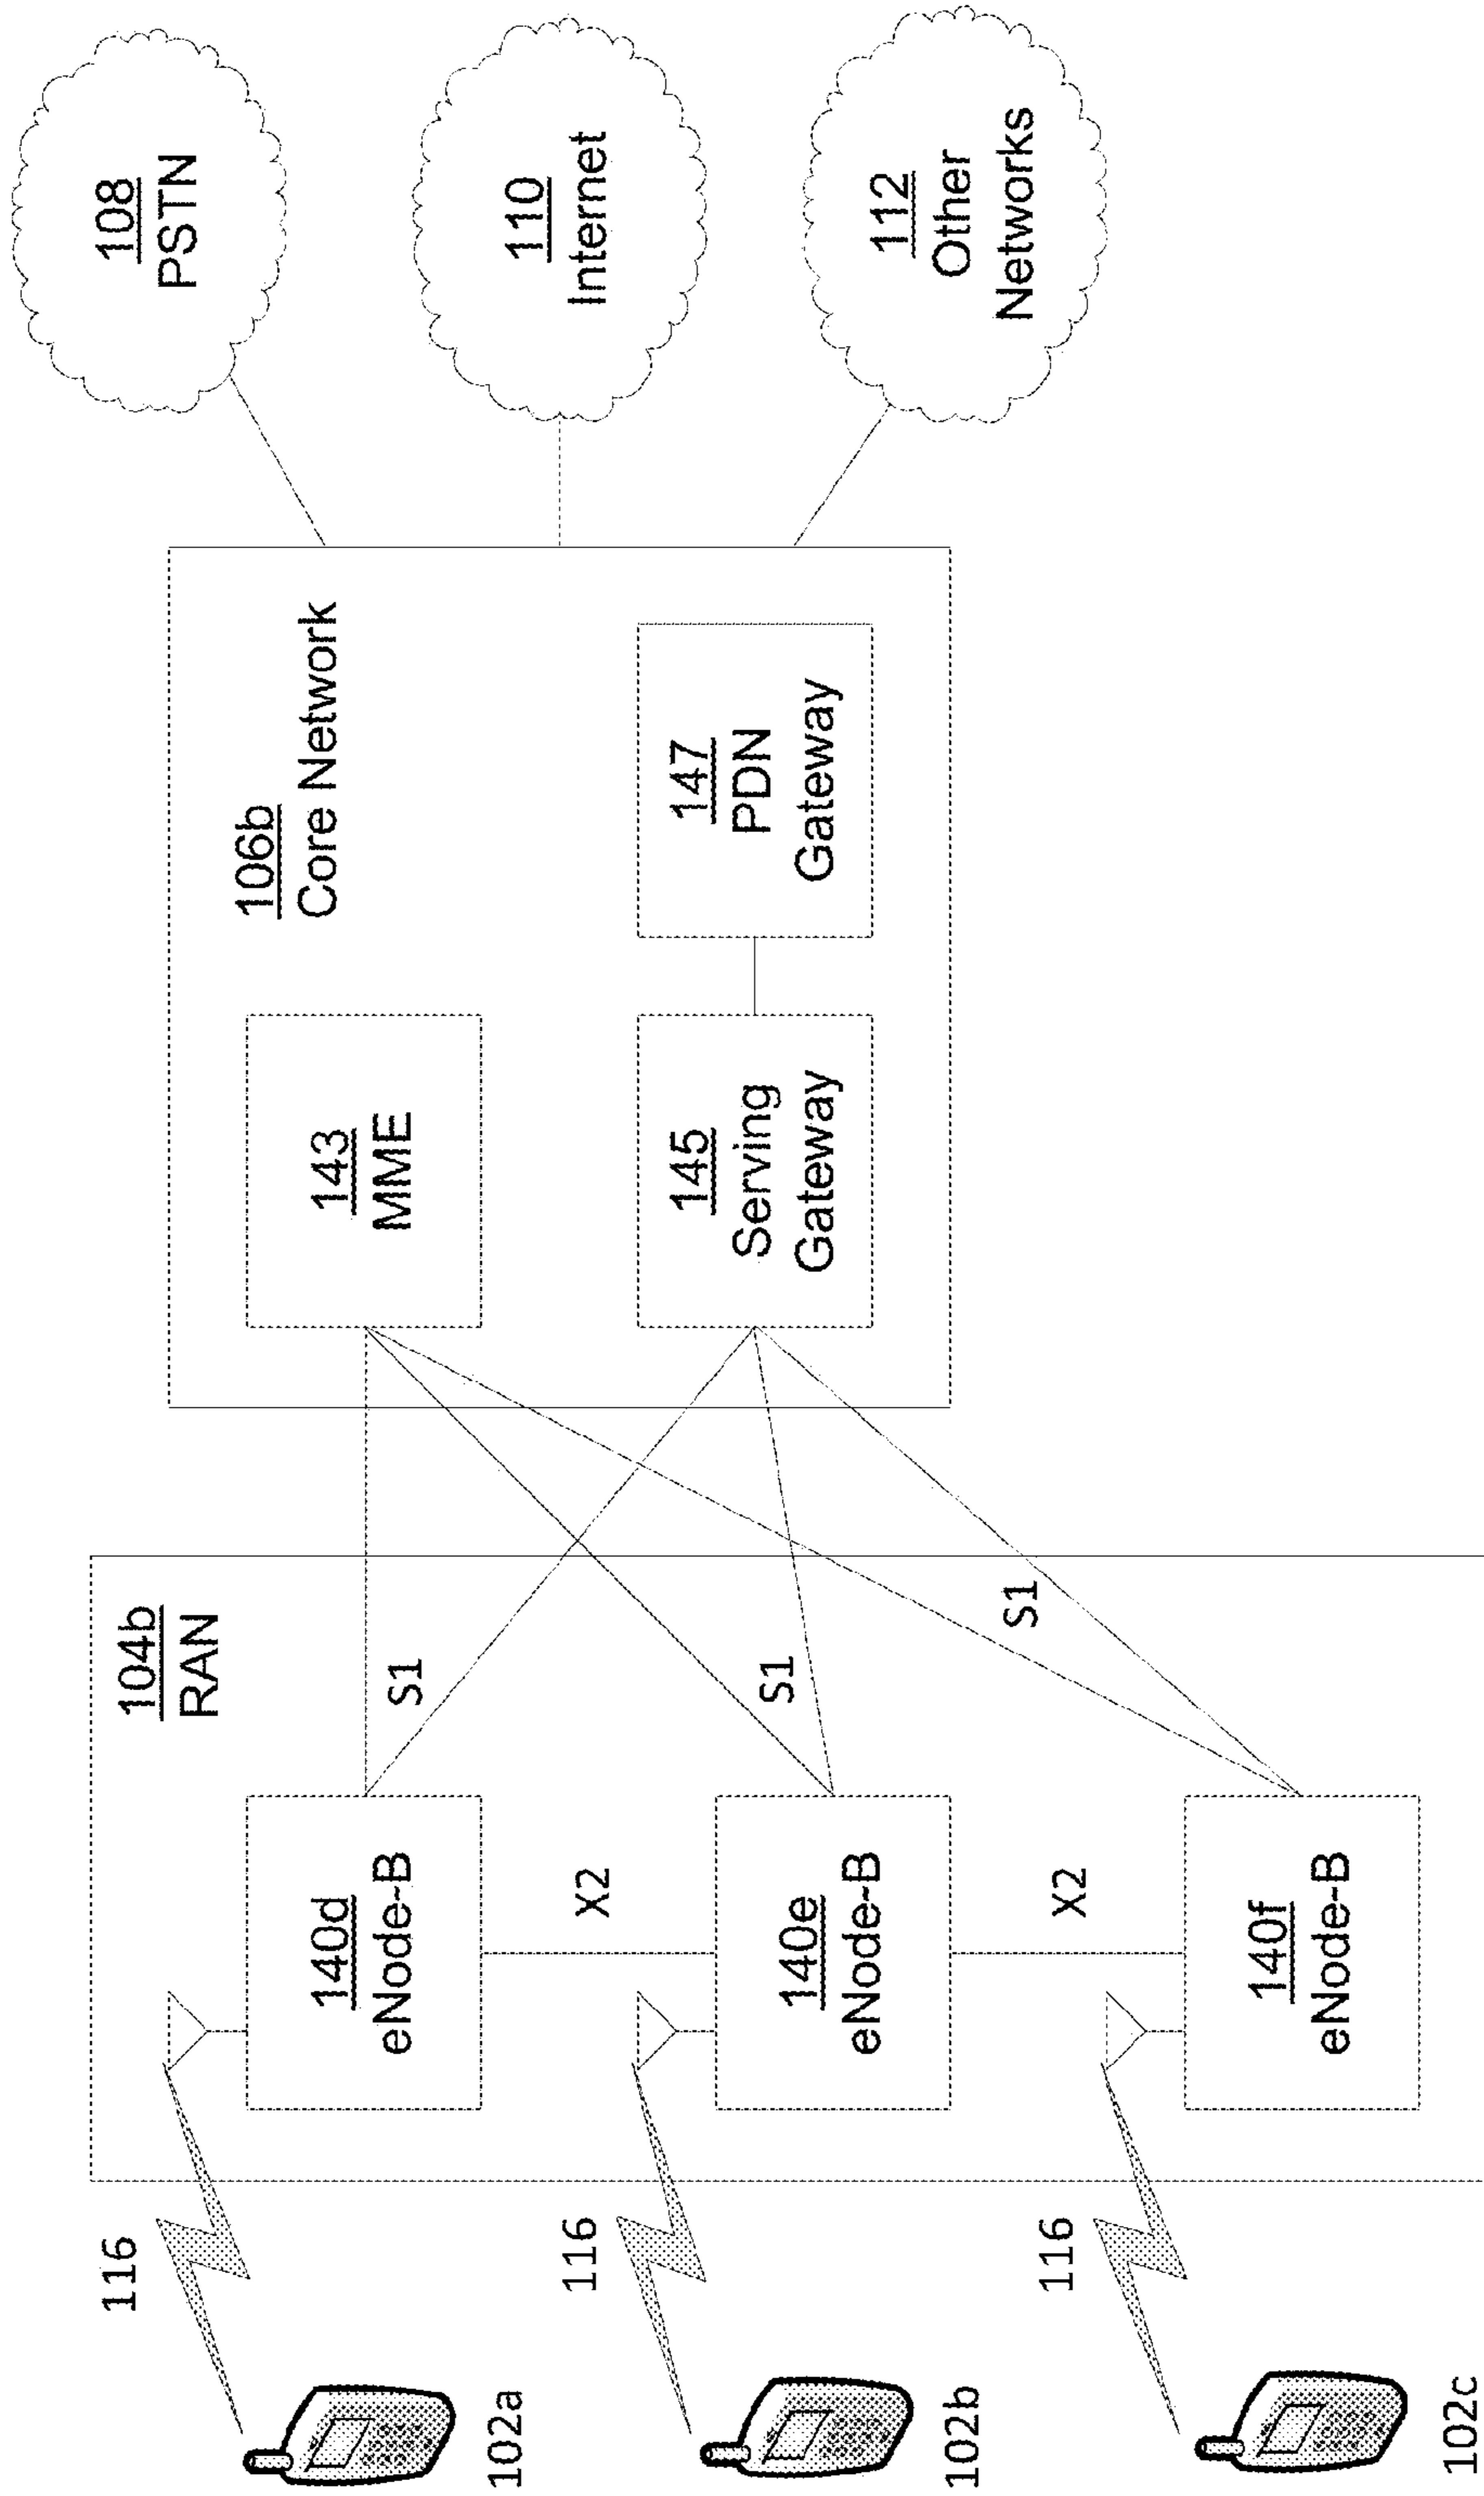 116
102a
116
102b
116
102c
104b
RAN
140d
eNode-B
X2
140e
eNode-B
X2
140f
eNode-B
S1
S1
S1
106b
Core Network
143
MME
145
Serving
Gateway
147
PDN
Gateway
108
PSTN
110
Internet
112
Other
Networks